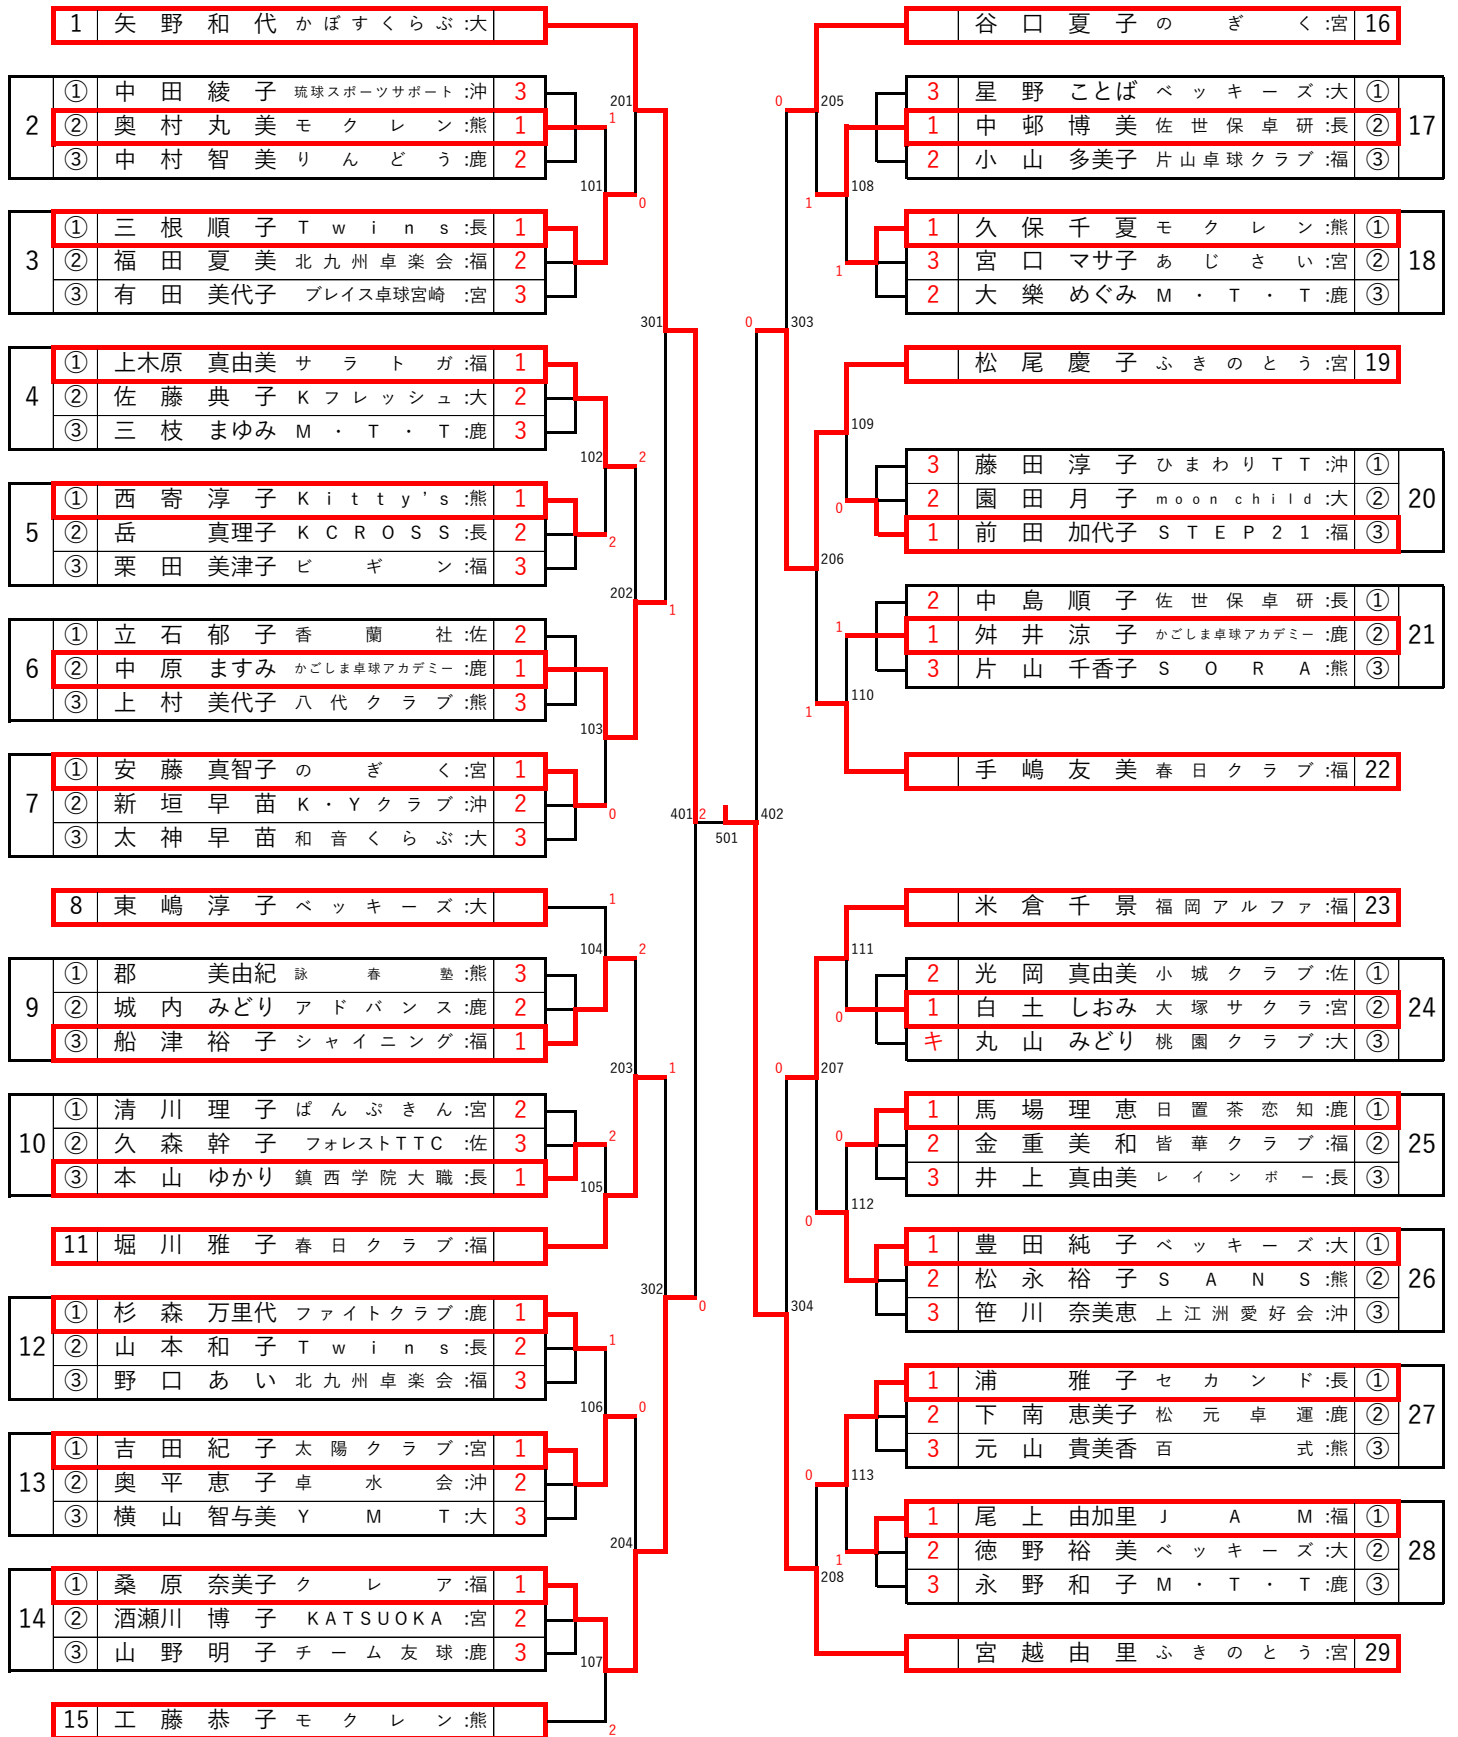 1 矢野和代 かぼすくらぶ :大
2 ① 中田綾子 琉球スポーツサポート :沖 3
② 奥村丸美 モクレン :熊 1
③ 中村智美 りんどう :鹿 2
3 ① 三根順子 Twins :長 1
② 福田夏美 北九州卓楽会 :福 2
③ 有田美代子 ブレイス卓球宮崎 :宮 3
4 ① 上木原真由美 サラトガ :福 1
② 佐藤典子 Kフレッシュ :大 2
③ 三枝まゆみ M・T・T :鹿 3
5 ① 西寄淳子 Kitty's :熊 1
② 岳真理子 KCROSS :長 2
③ 栗田美津子 ビギン :福 3
6 ① 立石郁子 香蘭社 :佐 2
② 中原ますみ かごしま卓球アカデミー :鹿 1
③ 上村美代子 八代クラブ :熊 3
7 ① 安藤真智子 のぎく :宮 1
② 新垣早苗 K・Yクラブ :沖 2
③ 太神早苗 和音くらぶ :大 3
8 東嶋淳子 ベッキーズ :大
9 ① 郡美由紀 詠春塾 :熊 3
② 城内みどり アドバンス :鹿 2
③ 船津裕子 シャイニング :福 1
10 ① 清川理子 ぱんぷきん :宮 2
② 久森幹子 フォレストTTC :佐 3
③ 本山ゆかり 鎮西学院大職 :長 1
11 堀川雅子 春日クラブ :福
12 ① 杉森万里代 ファイトクラブ :鹿 1
② 山本和子 Twins :長 2
③ 野口あい 北九州卓楽会 :福 3
13 ① 吉田紀子 太陽クラブ :宮 1
② 奥平恵子 卓水会 :沖 2
③ 横山智与美 YMT :大 3
14 ① 桑原奈美子 クレア :福 1
② 酒瀬川博子 KATSUOKA :宮 2
③ 山野明子 チーム友球 :鹿 3
15 工藤恭子 モクレン :熊
201
1
101
0
301
102 2
2
202
1
103
0
401 2
1
104 2
203 1
2
105
302
0
1
106 0
204
107
2
501
402
0 205
108
1
1
0 303
109
0
206
1
110
1
111
0
0 207
0
112
0
304
0 113
1
208
谷口夏子 のぎく :宮 16
3 星野ことば ベッキーズ :大 ①
1 中邨博美 佐世保卓研 :長 ② 17
2 小山多美子 片山卓球クラブ :福 ③
1 久保千夏 モクレン :熊 ①
3 宮口マサ子 あじさい :宮 ② 18
2 大樂めぐみ M・T・T :鹿 ③
松尾慶子 ふきのとう :宮 19
3 藤田淳子 ひまわりTT :沖 ①
2 園田月子 moon child :大 ② 20
1 前田加代子 STEP21 :福 ③
2 中島順子 佐世保卓研 :長 ①
1 舛井涼子 かごしま卓球アカデミー :鹿 ② 21
3 片山千香子 SORA :熊 ③
手嶋友美 春日クラブ :福 22
米倉千景 福岡アルファ :福 23
2 光岡真由美 小城クラブ :佐 ①
1 白土しおみ 大塚サクラ :宮 ② 24
キ 丸山みどり 桃園クラブ :大 ③
1 馬場理恵 日置茶恋知 :鹿 ①
2 金重美和 皆華クラブ :福 ② 25
3 井上真由美 レインボー :長 ③
1 豊田純子 ベッキーズ :大 ①
2 松永裕子 SANS :熊 ② 26
3 笹川奈美恵 上江洲愛好会 :沖 ③
1 浦雅子 セカンド :長 ①
2 下南恵美子 松元卓運 :鹿 ② 27
3 元山貴美香 百式 :熊 ③
1 尾上由加里 JAM :福 ①
2 徳野裕美 ベッキーズ :大 ② 28
3 永野和子 M・T・T :鹿 ③
宮越由里 ふきのとう :宮 29